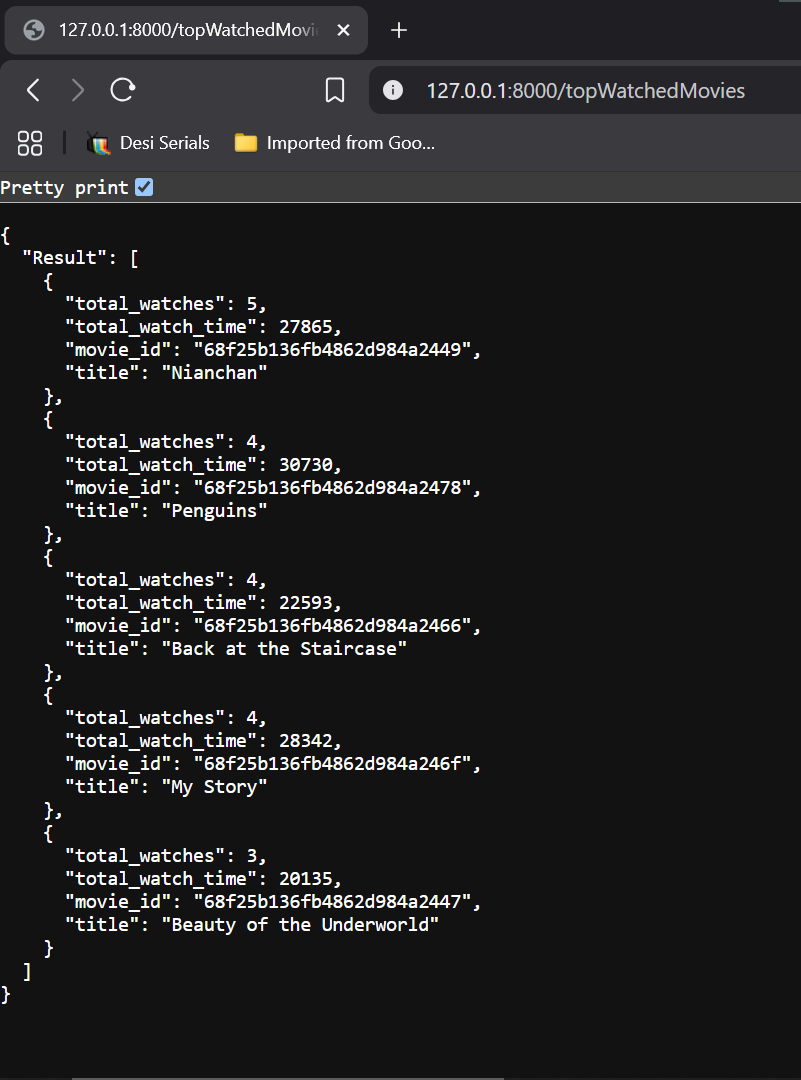 127.0.0.1:8000/topWatchedMovi
127.0.0.1:8000/topWatchedMovies
Desi Serials
Imported from Goo...
Pretty print
{
  "Result": [
    {
      "total_watches": 5,
      "total_watch_time": 27865,
      "movie_id": "68f25b136fb4862d984a2449",
      "title": "Nianchan"
    },
    {
      "total_watches": 4,
      "total_watch_time": 30730,
      "movie_id": "68f25b136fb4862d984a2478",
      "title": "Penguins"
    },
    {
      "total_watches": 4,
      "total_watch_time": 22593,
      "movie_id": "68f25b136fb4862d984a2466",
      "title": "Back at the Staircase"
    },
    {
      "total_watches": 4,
      "total_watch_time": 28342,
      "movie_id": "68f25b136fb4862d984a246f",
      "title": "My Story"
    },
    {
      "total_watches": 3,
      "total_watch_time": 20135,
      "movie_id": "68f25b136fb4862d984a2447",
      "title": "Beauty of the Underworld"
    }
  ]
}